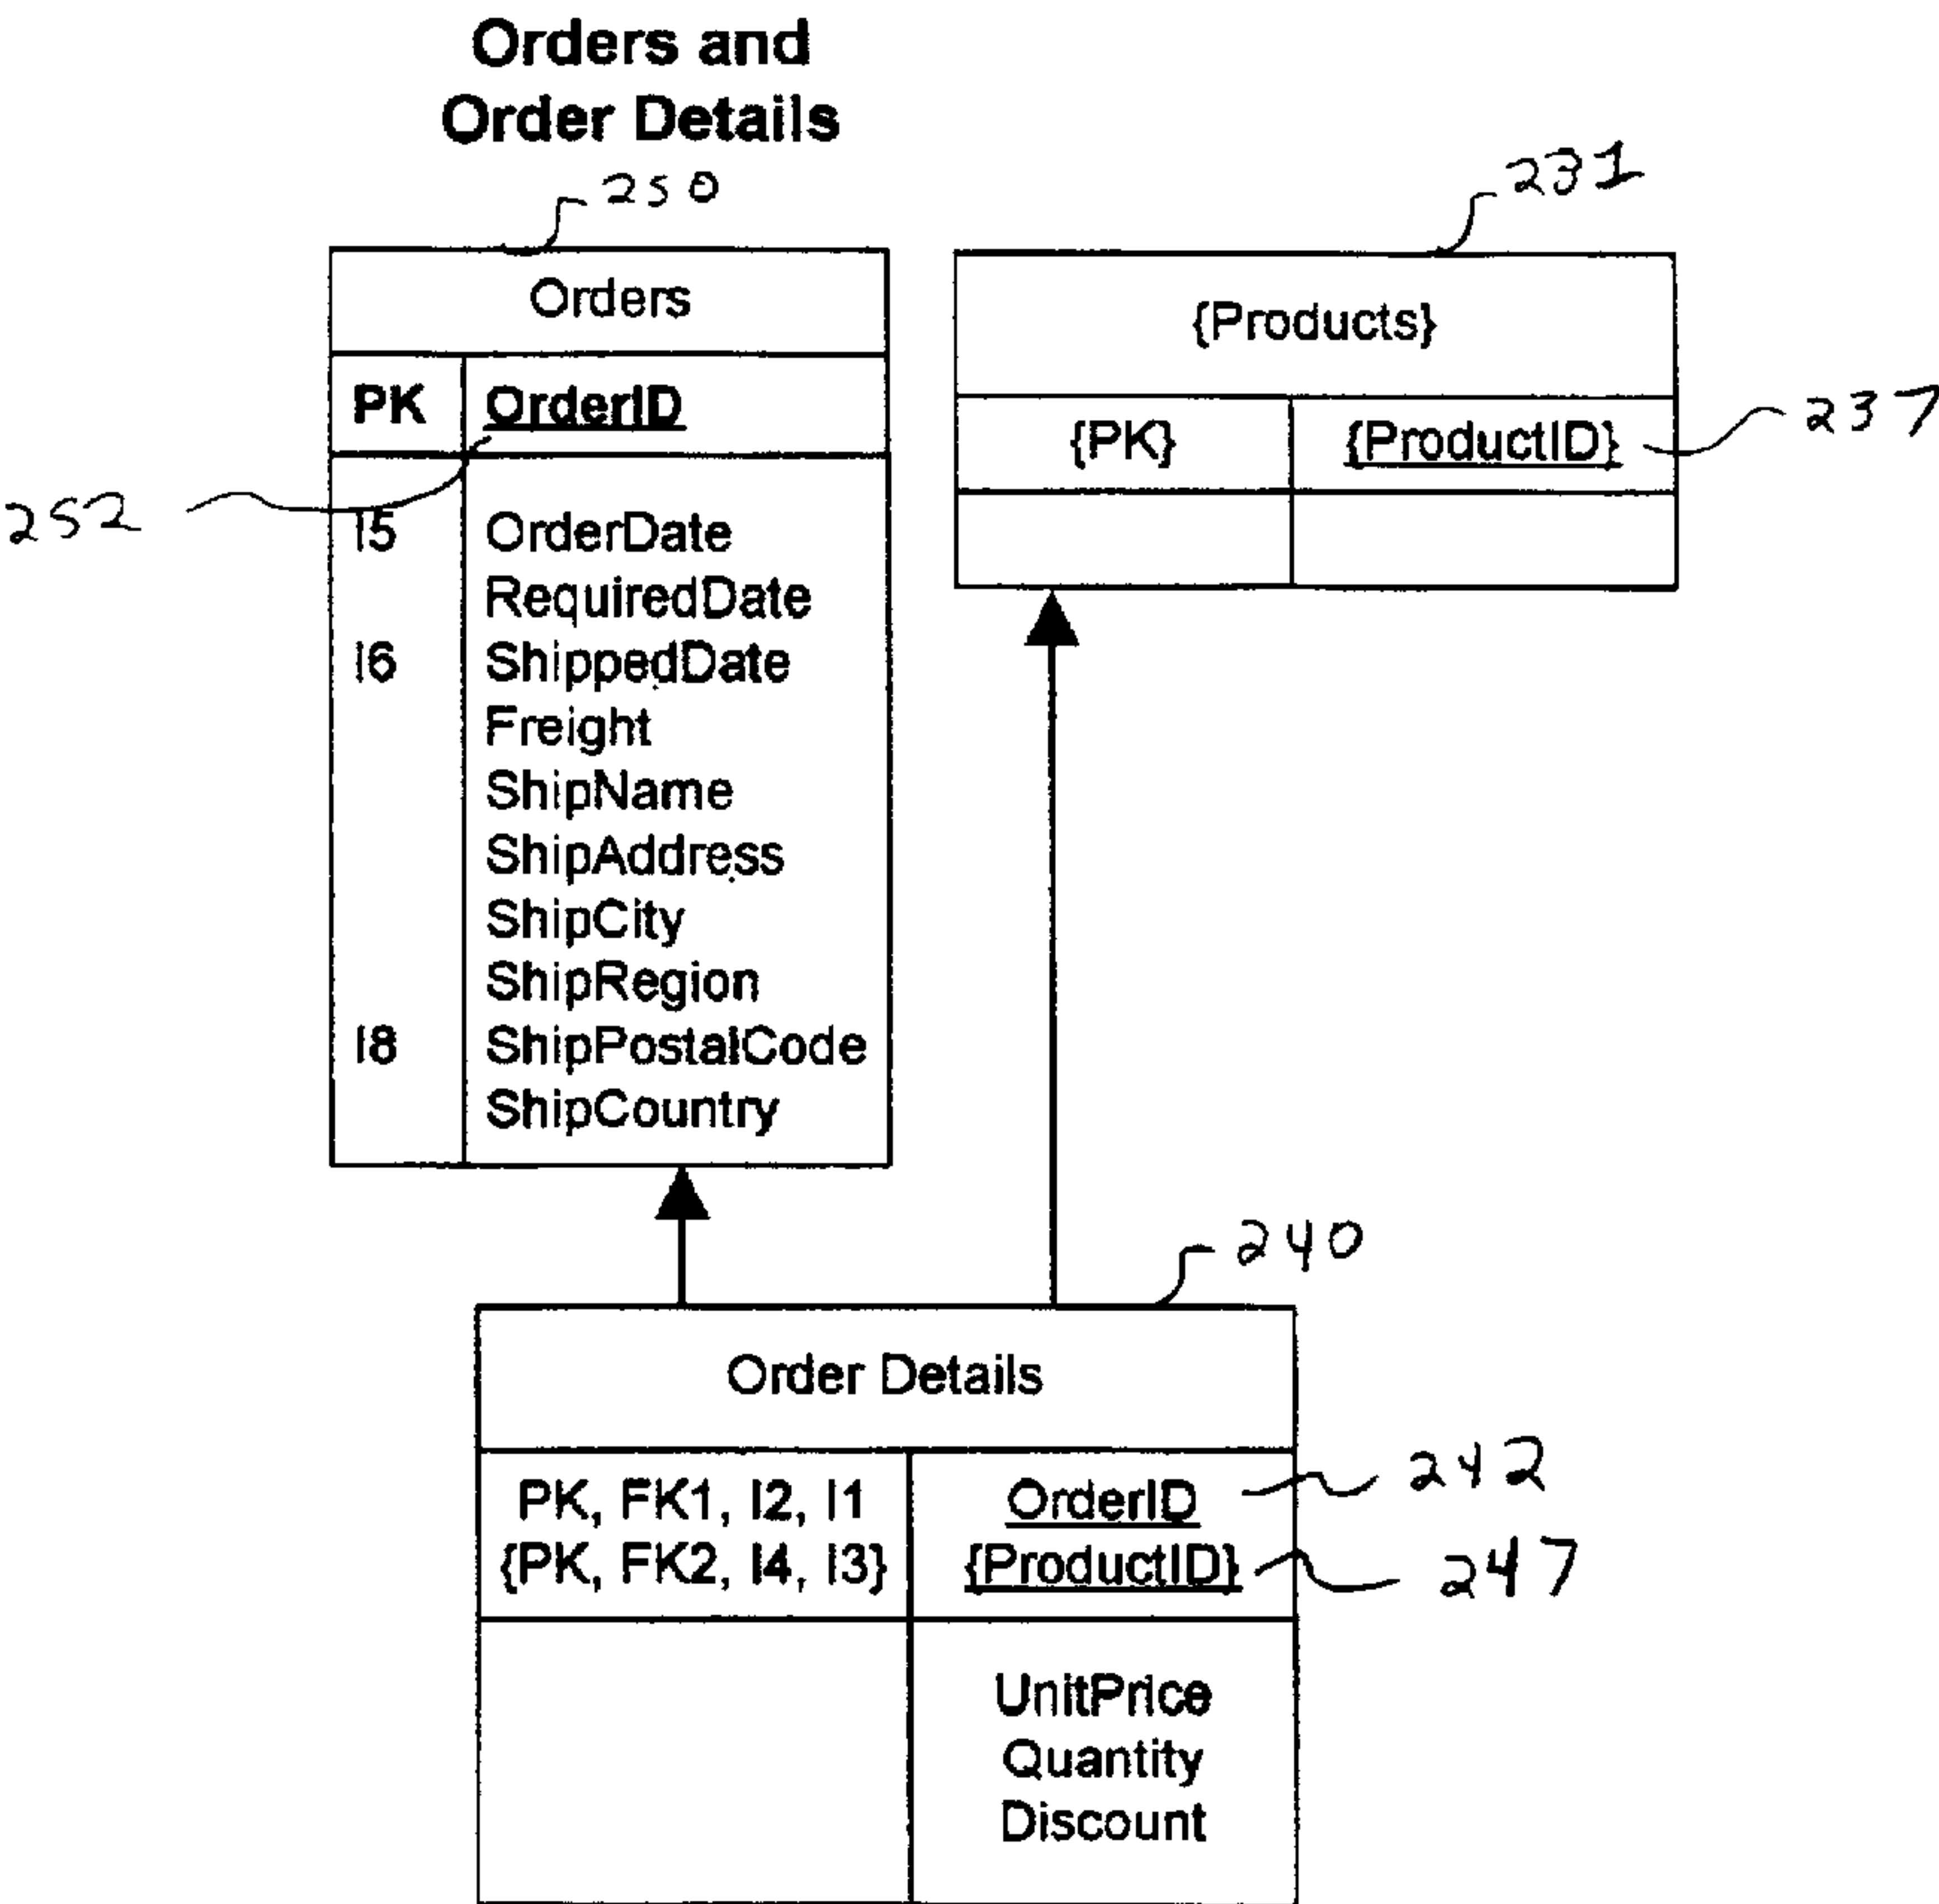 Orders and
Order Details
250
Orders
PK OrderID
252
I5 OrderDate
RequiredDate
I6 ShippedDate
Freight
ShipName
ShipAddress
ShipCity
ShipRegion
I8 ShipPostalCode
ShipCountry
231
{Products}
{PK} {ProductID} 237
240
Order Details
PK, FK1, I2, I1 OrderID 242
{PK, FK2, I4, I3} {ProductID} 247
UnitPrice
Quantity
Discount